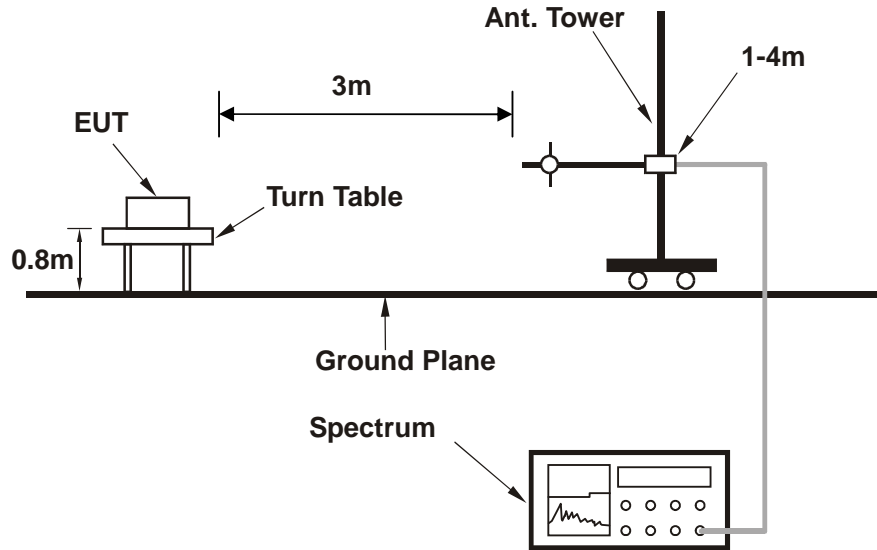 Ant. Tower
1-4m
3m
EUT
Turn Table
0.8m
Ground Plane
Spectrum